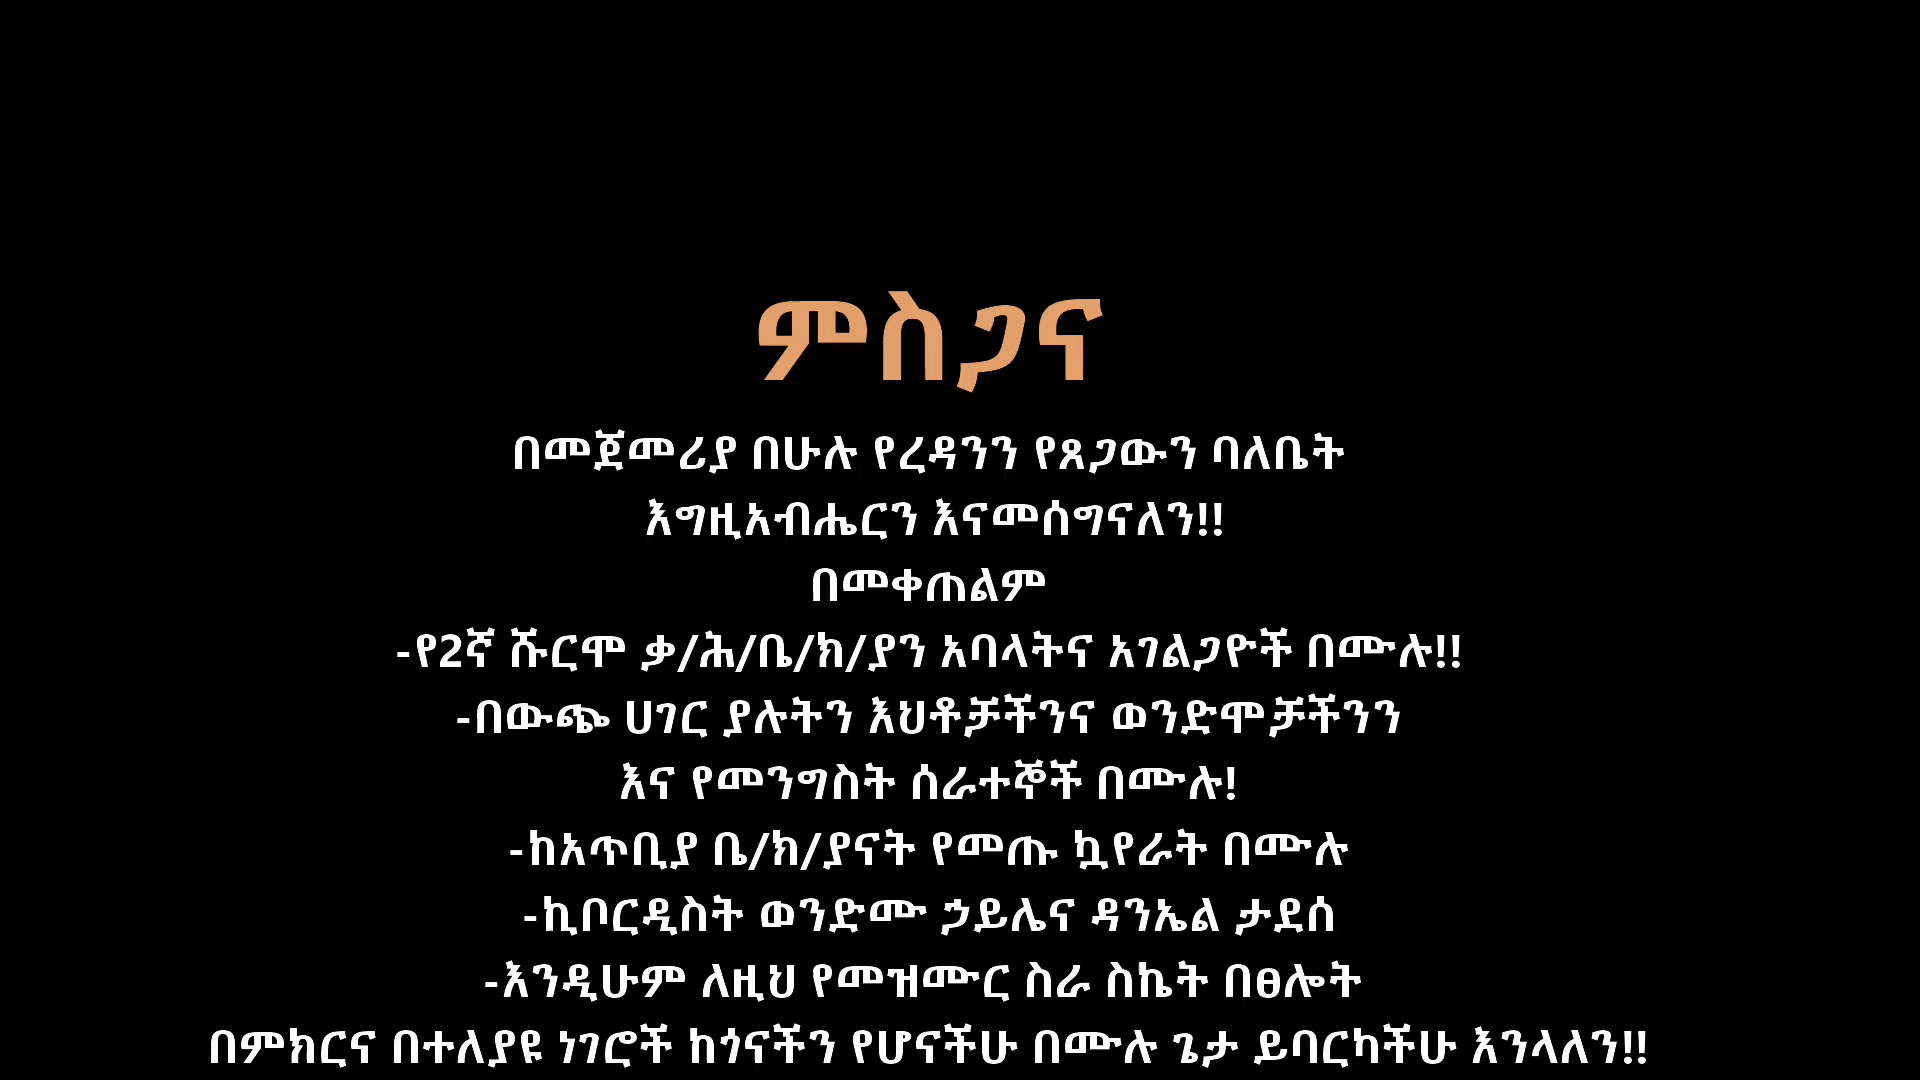 ምስጋና
በመጀመሪያ በሁሉ የረዳንን የጸጋውን ባለቤት
እግዚአብሔርን እናመሰግናለን!!
በመቀጠልም
-የ2ኛ ሹርሞ ቃ/ሕ/ቤ/ክ/ያን አባላትና አገልጋዮች በሙሉ!!
-በውጭ ሀገር ያሉትን እህቶቻችንና ወንድሞቻችንን
እና የመንግስት ሰራተኞች በሙሉ!
-ከአጥቢያ ቤ/ክ/ያናት የመጡ ኳየራት በሙሉ
-ኪቦርዲስት ወንድሙ ኃይሌና ዳንኤል ታደሰ
-እንዲሁም ለዚህ የመዝሙር ስራ ስኬት በፀሎት
በምክርና በተለያዩ ነገሮች ከጎናችን የሆናችሁ በሙሉ ጌታ ይባርካችሁ እንላለን!!